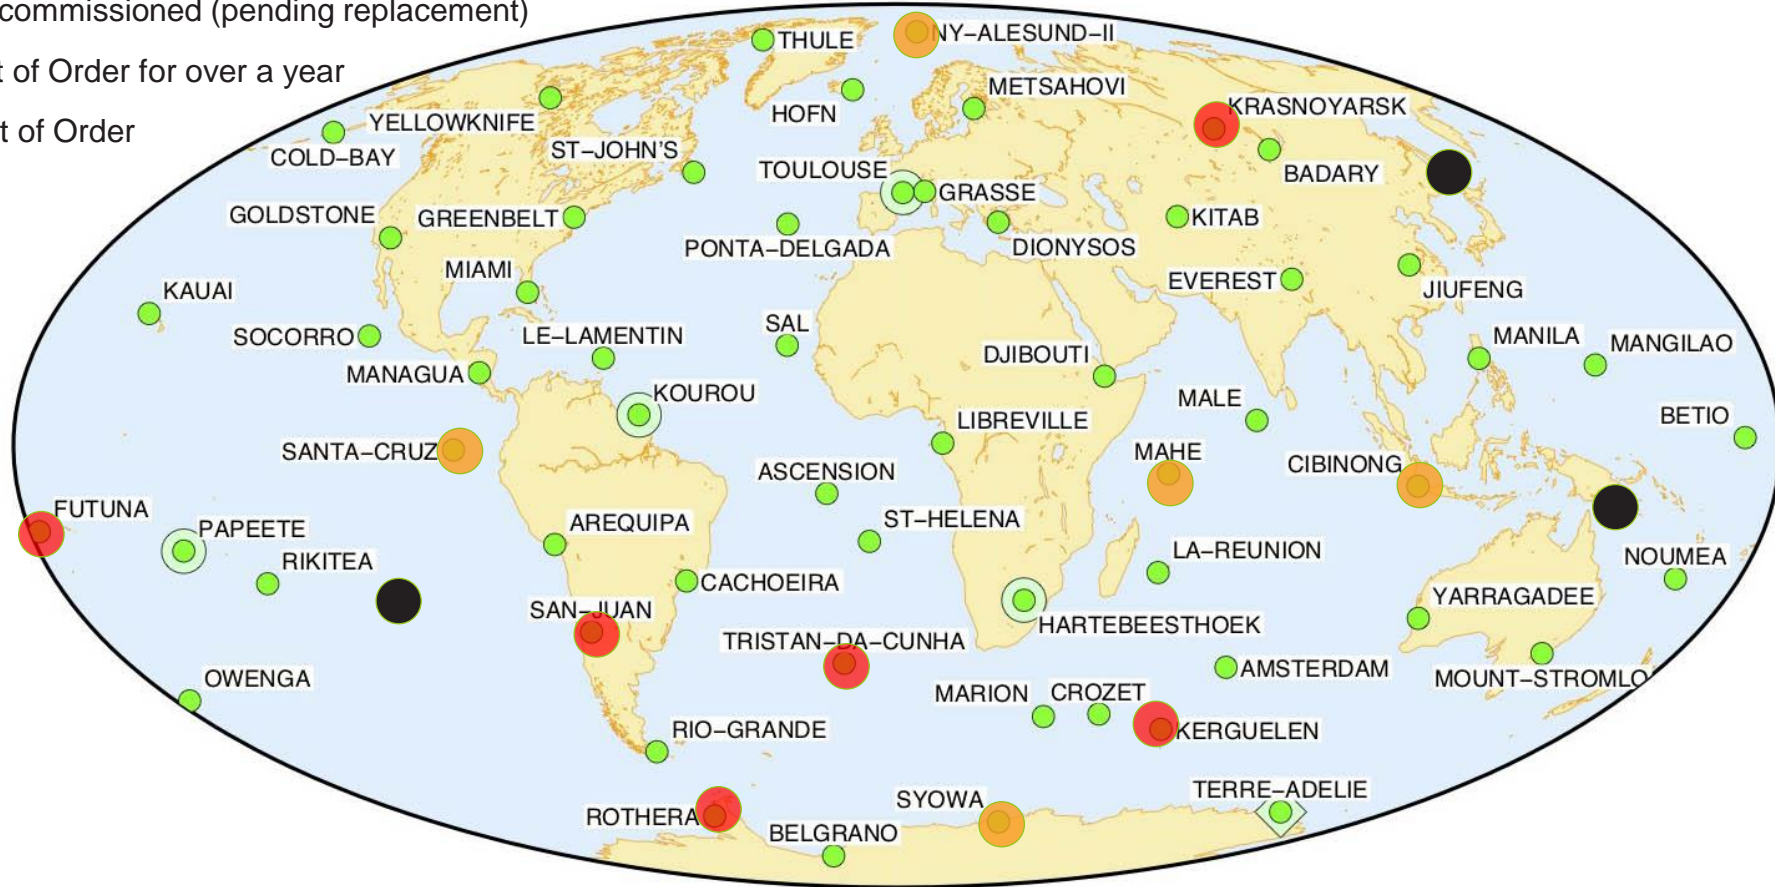 commissioned (pending replacement)
t of Order for over a year
t of Order
THULE
NY-ALESUND-II
HOFN
METSAHOVI
KRASNOYARSK
YELLOWKNIFE
COLD-BAY
ST-JOHN'S
TOULOUSE
BADARY
GRASSE
GOLDSTONE
GREENBELT
KITAB
PONTA-DELGADA
DIONYSOS
MIAMI
EVEREST
JIUFENG
KAUAI
SOCORRO
LE-LAMENTIN
SAL
MANILA
MANGILAO
DJIBOUTI
MANAGUA
KOUROU
MALE
LIBREVILLE
BETIO
SANTA-CRUZ
MAHE
CIBINONG
ASCENSION
FUTUNA
PAPEETE
AREQUIPA
ST-HELENA
RIKITEA
LA-REUNION
NOUMEA
CACHOEIRA
YARRAGADEE
SAN-JUAN
HARTEBEESTHOEK
TRISTAN-DA-CUNHA
AMSTERDAM
OWENGA
MOUNT-STROMLO
MARION
CROZET
RIO-GRANDE
KERGUELEN
TERRE-ADELIE
SYOWA
ROTHERA
BELGRANO